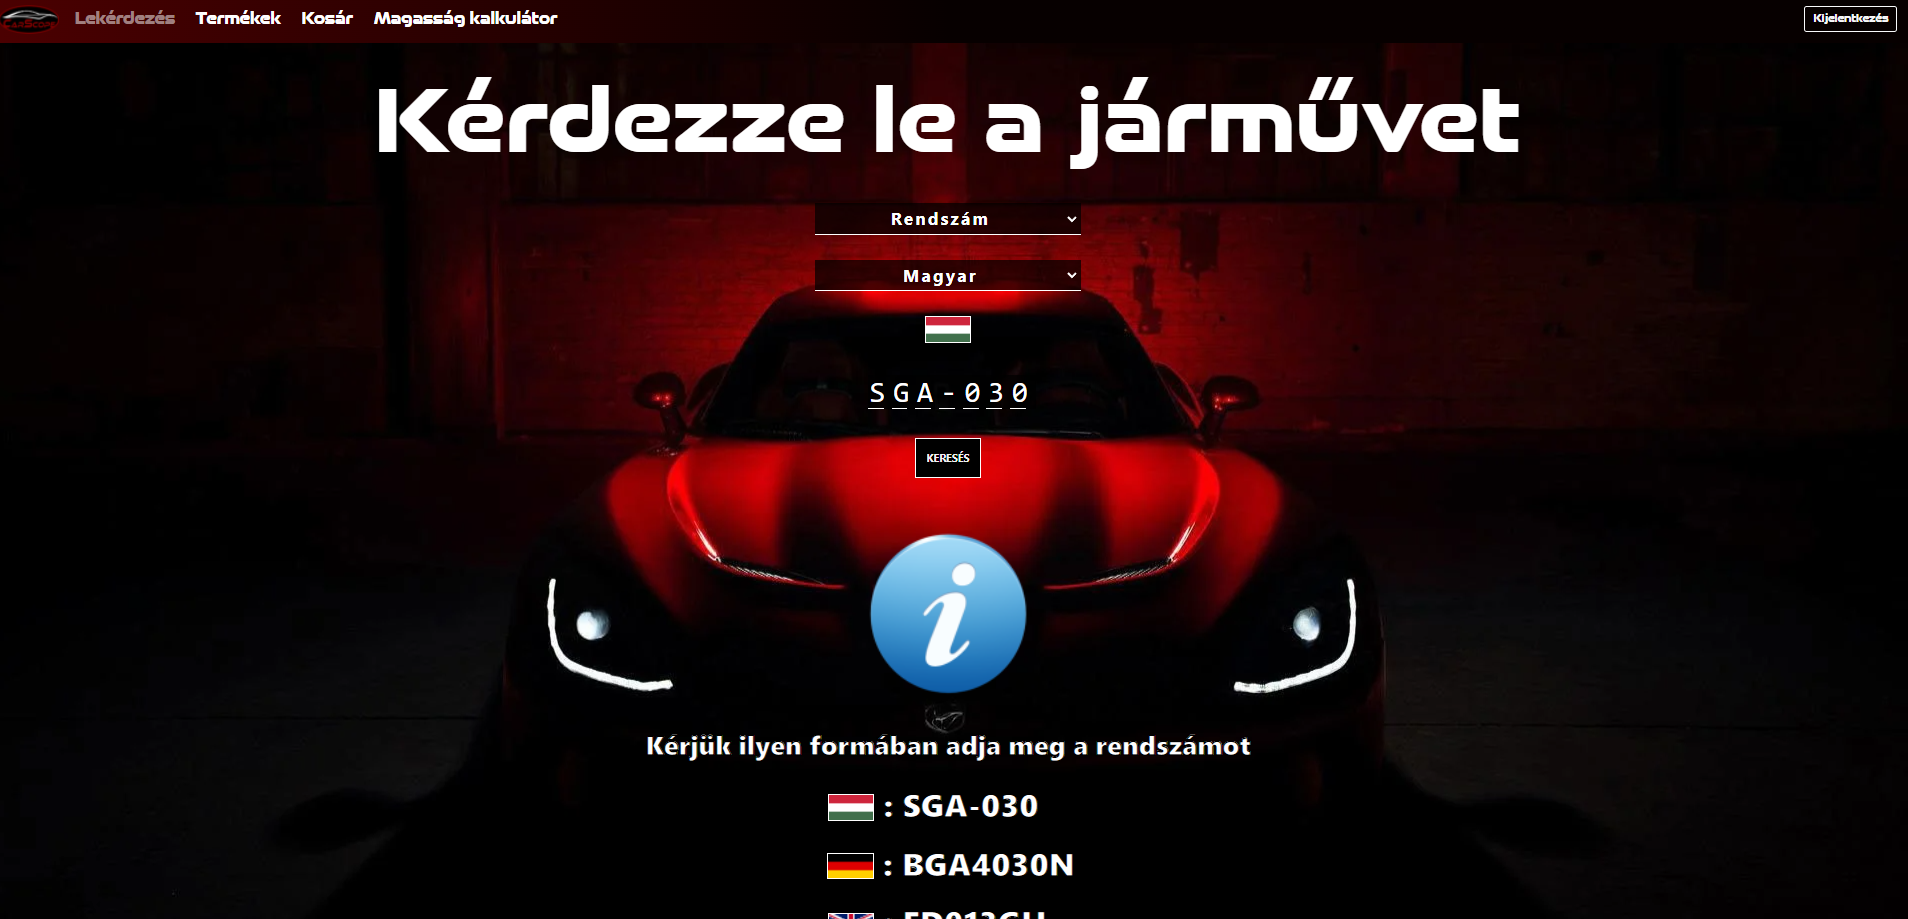 CarScope
Lekérdezés Termékek Kosár Magasság kalkulátor Kijelentkezés
Kérdezze le a járművet
Rendszám
Magyar
SGA-030
KERESÉS
i
Kérjük ilyen formában adja meg a rendszámot
: SGA-030
: BGA4030N